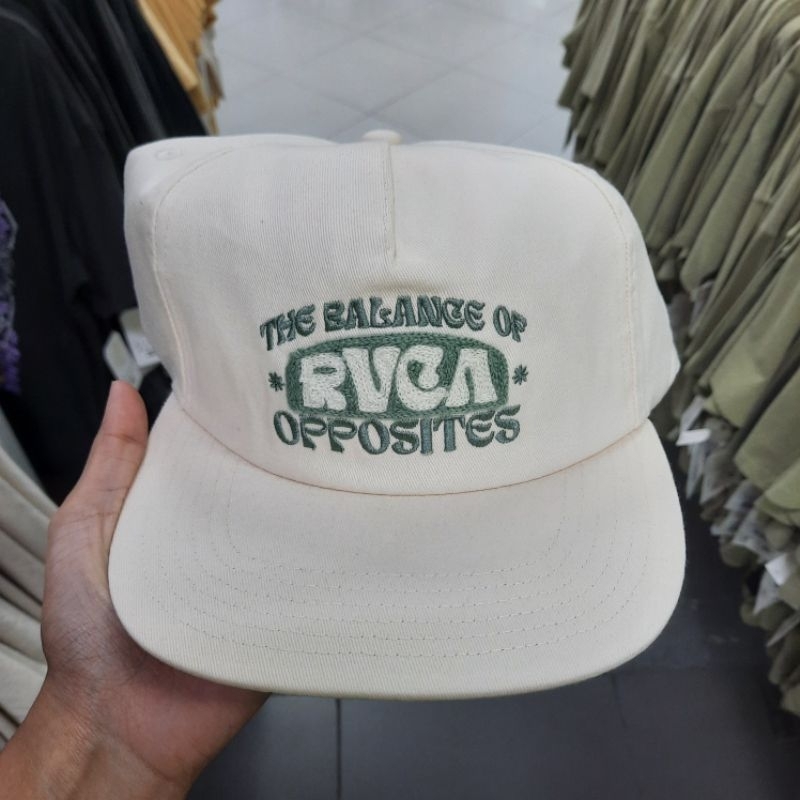 THE BALANCE OF
* RVCA *
OPPOSITES